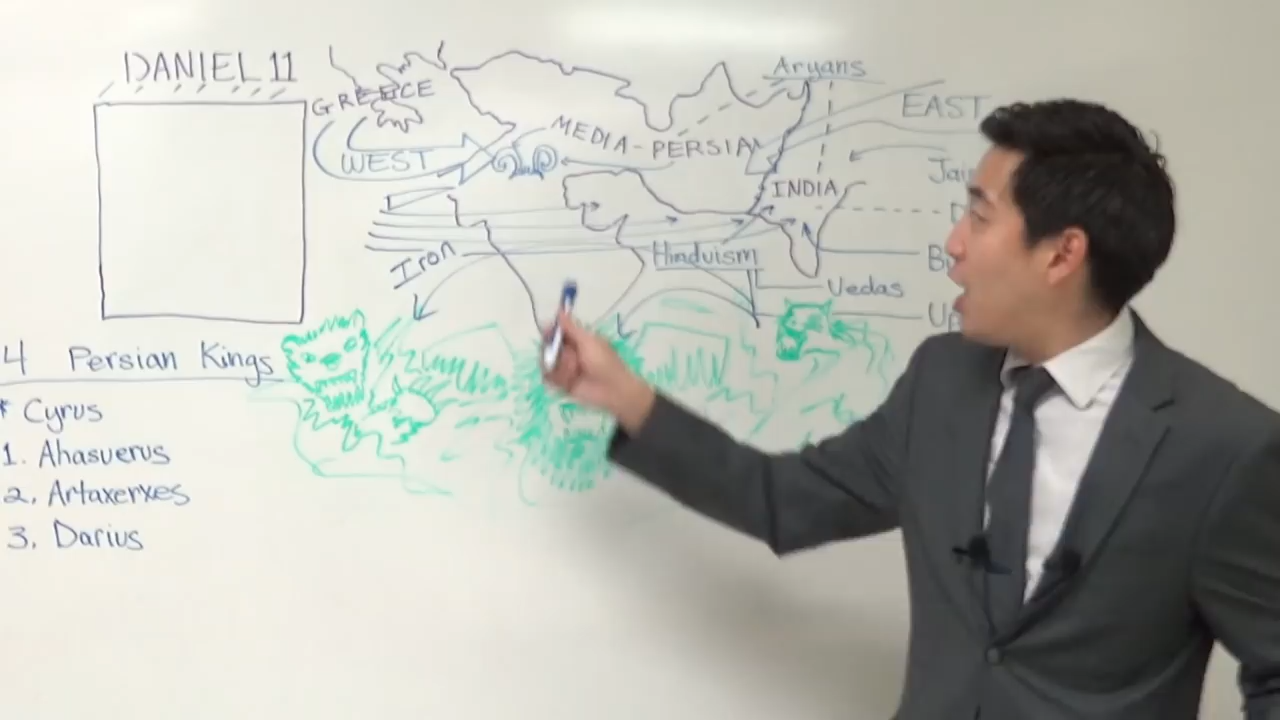 DANIEL 11
4 Persian Kings
* Cyrus
1. Ahasuerus
2. Artaxerxes
3. Darius
GREECE
WEST
MEDIA-PERSIA
Iron
Aryans
EAST
INDIA
Hinduism
Vedas